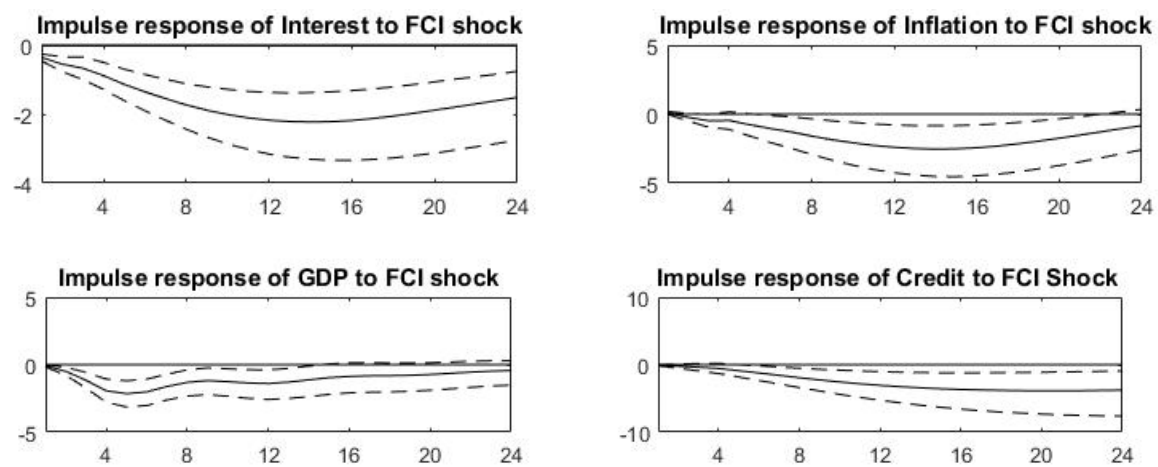 Impulse response of Interest to FCI shock
0
-2
-4
4 8 12 16 20 24
Impulse response of Inflation to FCI shock
5
0
-5
4 8 12 16 20 24
Impulse response of GDP to FCI shock
5
0
-5
4 8 12 16 20 24
Impulse response of Credit to FCI Shock
10
0
-10
4 8 12 16 20 24